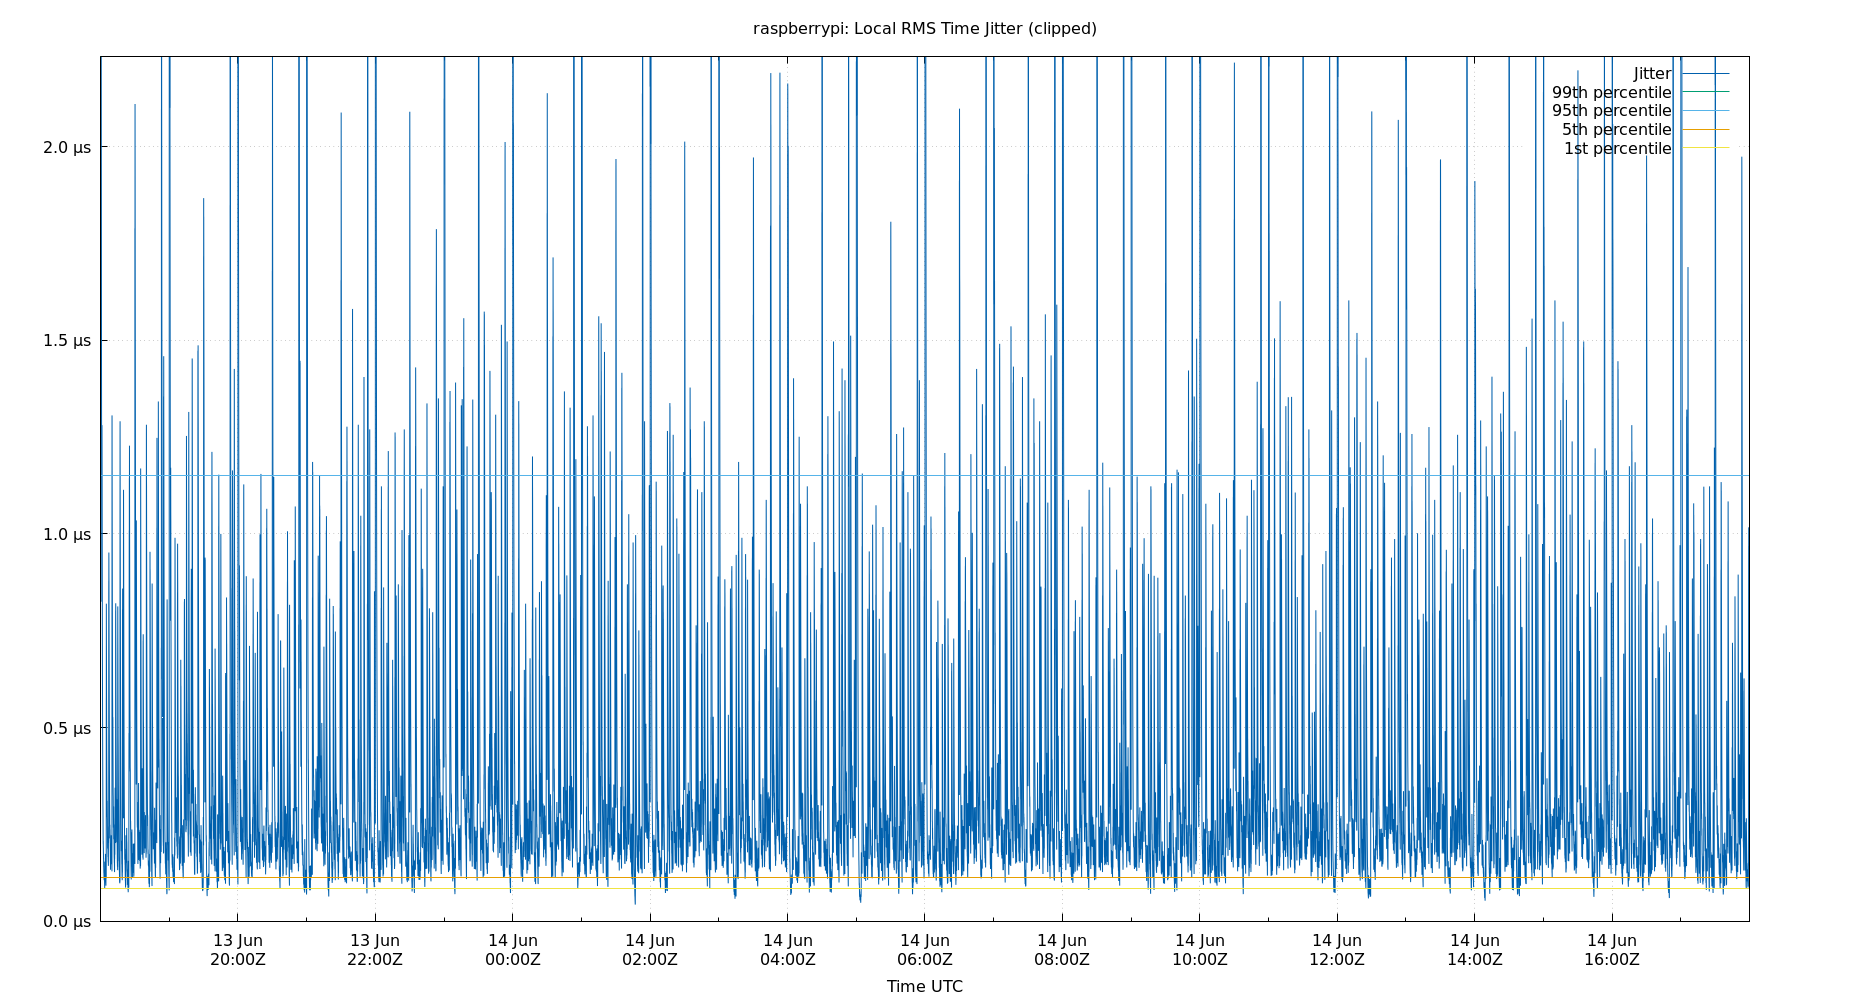 raspberrypi: Local RMS Time Jitter (clipped)
Jitter
99th percentile
95th percentile
5th percentile
1st percentile
2.0 µs
1.5 µs
1.0 µs
0.5 µs
0.0 µs
13 Jun 13 Jun 14 Jun 14 Jun 14 Jun 14 Jun 14 Jun 14 Jun 14 Jun 14 Jun 14 Jun
20:00Z 22:00Z 00:00Z 02:00Z 04:00Z 06:00Z 08:00Z 10:00Z 12:00Z 14:00Z 16:00Z
Time UTC